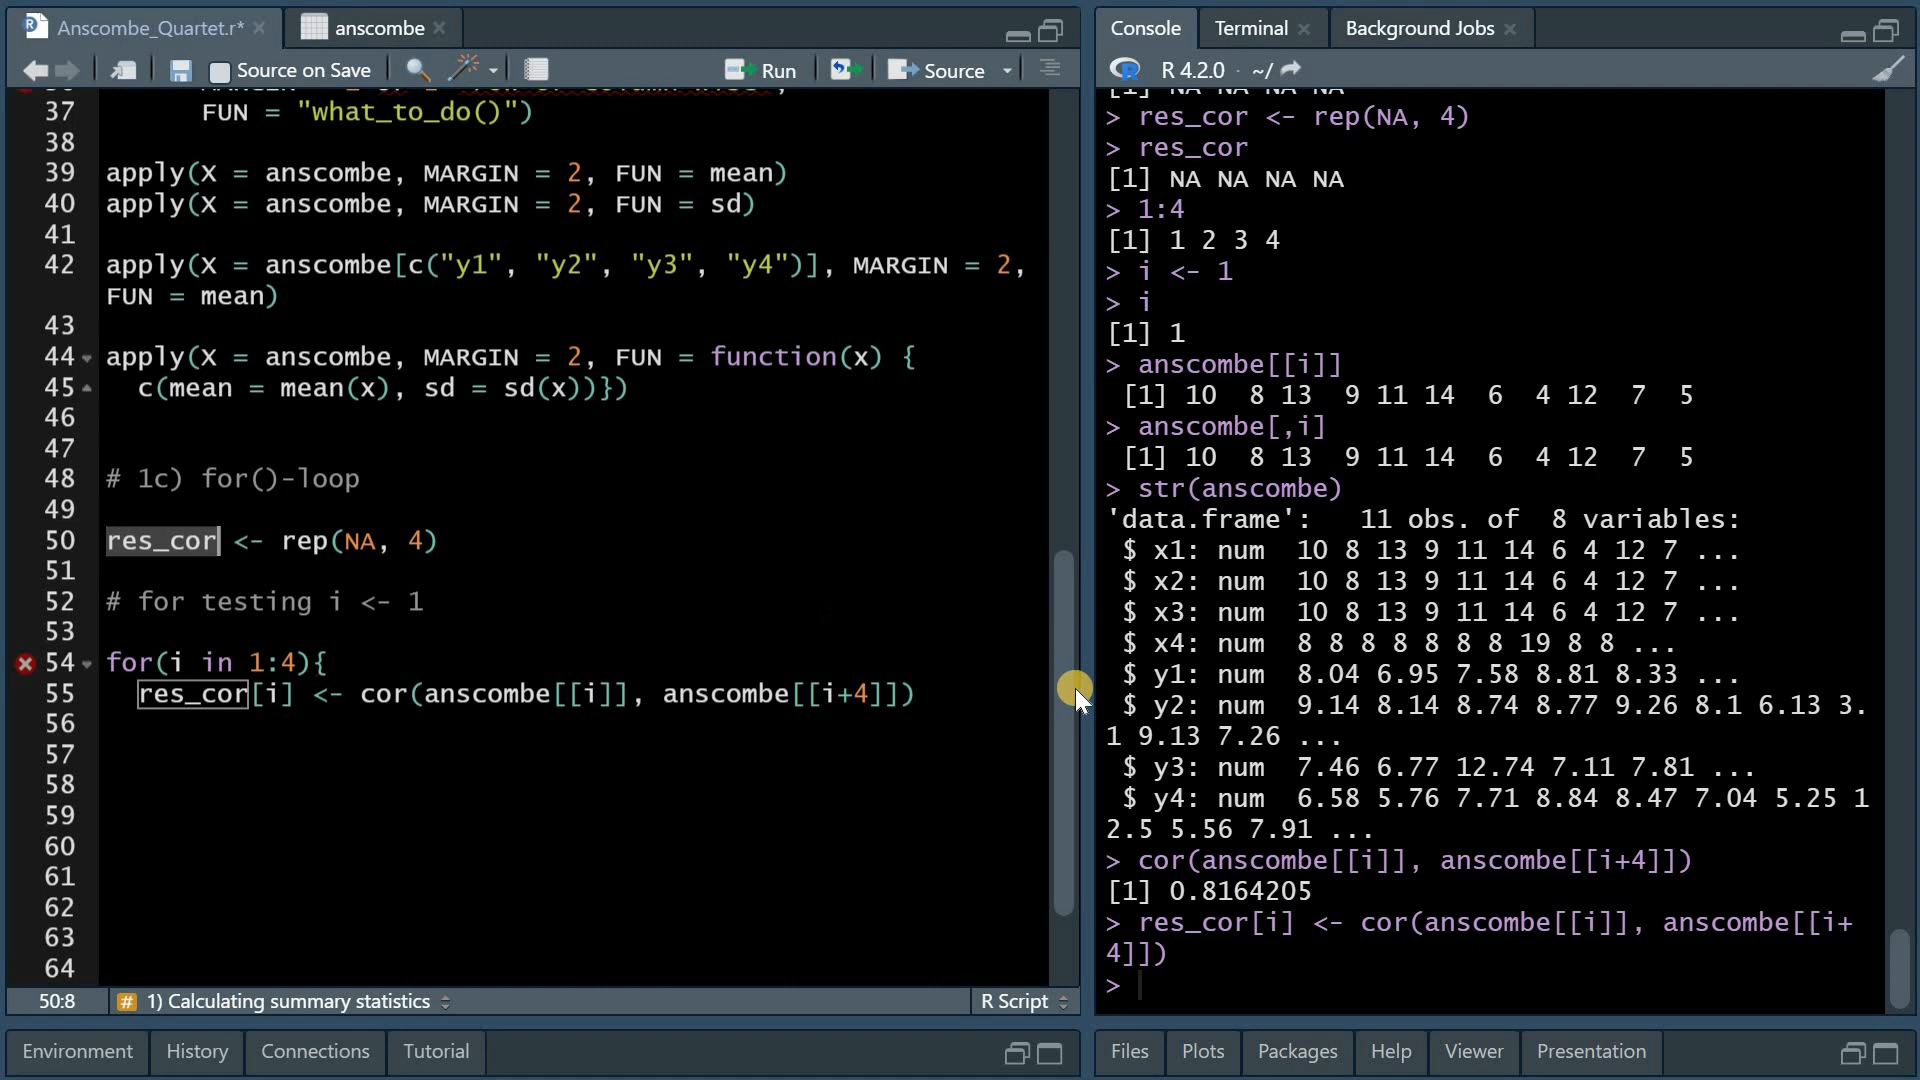 Anscombe_Quartet.r*
anscombe
Source on Save
Run
Source
37 FUN = "what_to_do()")
38
39 apply(X = anscombe, MARGIN = 2, FUN = mean)
40 apply(X = anscombe, MARGIN = 2, FUN = sd)
41
42 apply(X = anscombe[c("y1", "y2", "y3", "y4")], MARGIN = 2,
FUN = mean)
43
44 apply(X = anscombe, MARGIN = 2, FUN = function(x) {
45 c(mean = mean(x), sd = sd(x))})
46
47
48 # 1c) for()-loop
49
50 res_cor <- rep(NA, 4)
51
52 # for testing i <- 1
53
54 for(i in 1:4){
55 res_cor[i] <- cor(anscombe[[i]], anscombe[[i+4]])
56
57
58
59
60
61
62
63
64
50:8
# 1) Calculating summary statistics
R Script
Environment
History
Connections
Tutorial
Console
Terminal
Background Jobs
R 4.2.0 · ~/
[1] NA NA NA NA
> res_cor <- rep(NA, 4)
> res_cor
[1] NA NA NA NA
> 1:4
[1] 1 2 3 4
> i <- 1
> i
[1] 1
> anscombe[[i]]
[1] 10 8 13 9 11 14 6 4 12 7 5
> anscombe[,i]
[1] 10 8 13 9 11 14 6 4 12 7 5
> str(anscombe)
'data.frame': 11 obs. of 8 variables:
$ x1: num 10 8 13 9 11 14 6 4 12 7 ...
$ x2: num 10 8 13 9 11 14 6 4 12 7 ...
$ x3: num 10 8 13 9 11 14 6 4 12 7 ...
$ x4: num 8 8 8 8 8 8 8 19 8 8 ...
$ y1: num 8.04 6.95 7.58 8.81 8.33 ...
$ y2: num 9.14 8.14 8.74 8.77 9.26 8.1 6.13 3.
1 9.13 7.26 ...
$ y3: num 7.46 6.77 12.74 7.11 7.81 ...
$ y4: num 6.58 5.76 7.71 8.84 8.47 7.04 5.25 1
2.5 5.56 7.91 ...
> cor(anscombe[[i]], anscombe[[i+4]])
[1] 0.8164205
> res_cor[i] <- cor(anscombe[[i]], anscombe[[i+
4]])
>
Files
Plots
Packages
Help
Viewer
Presentation